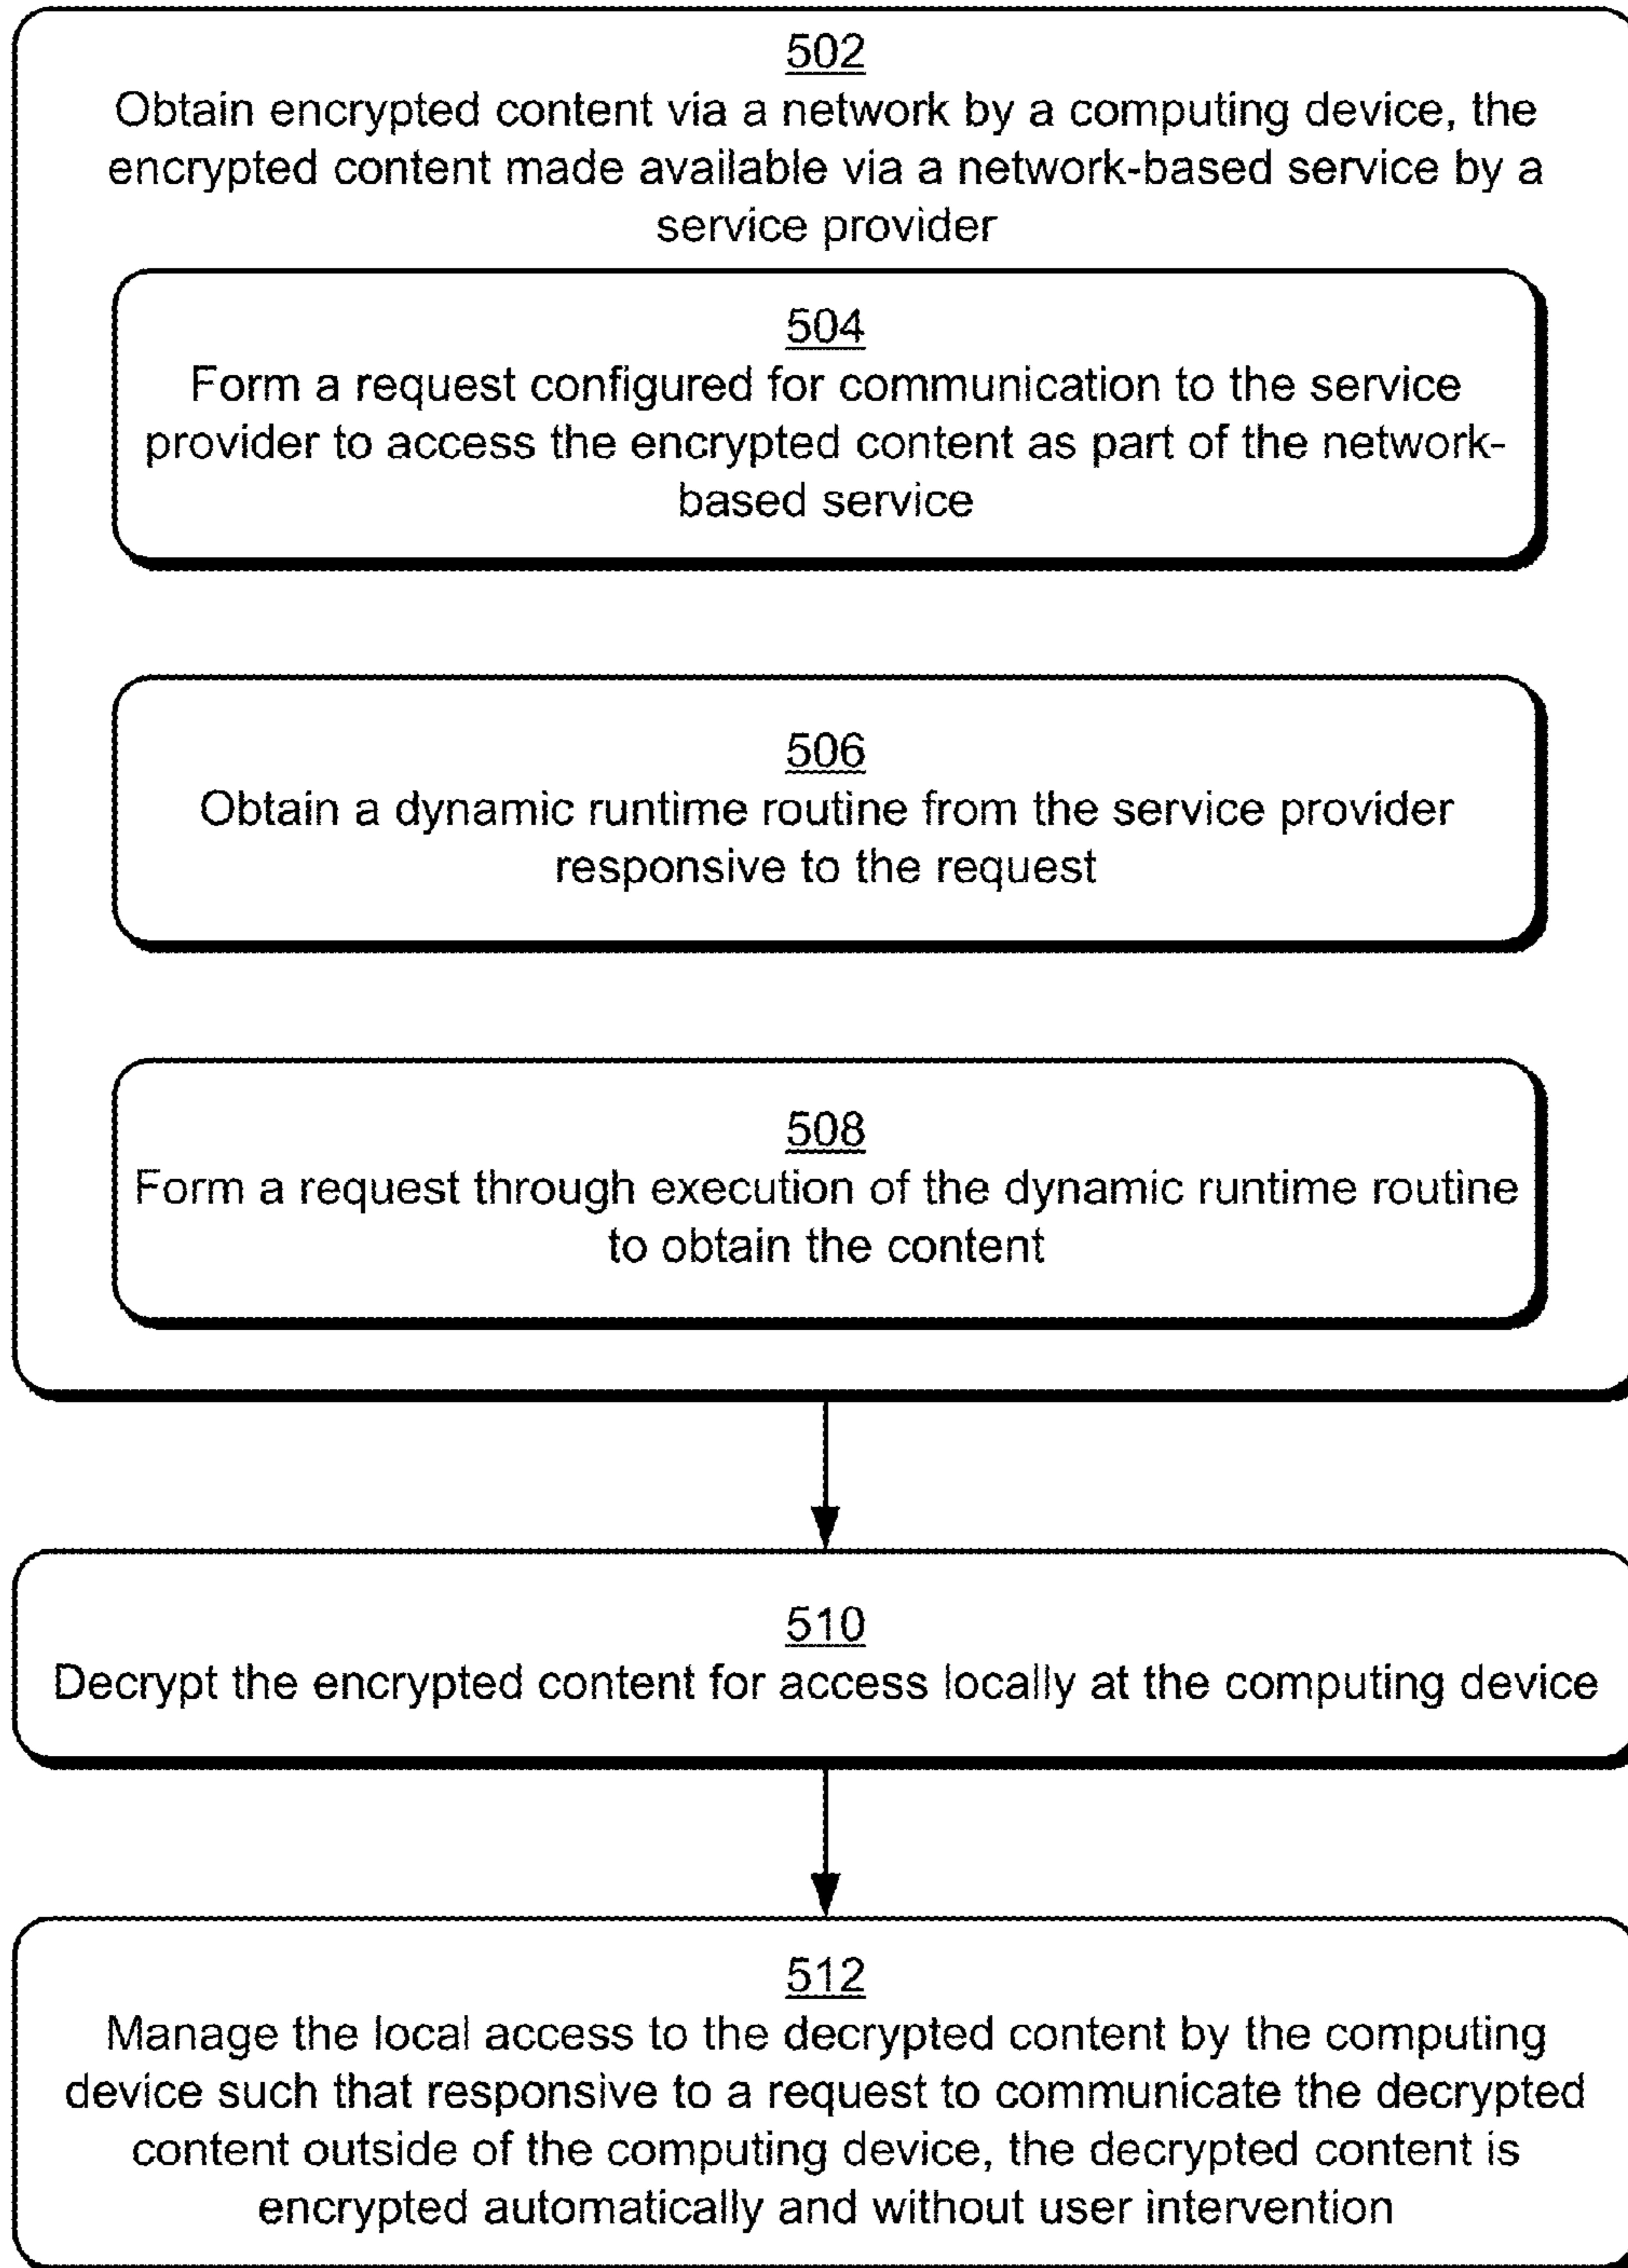 502
Obtain encrypted content via a network by a computing device, the
encrypted content made available via a network-based service by a
service provider
504
Form a request configured for communication to the service
provider to access the encrypted content as part of the network-
based service
506
Obtain a dynamic runtime routine from the service provider
responsive to the request
508
Form a request through execution of the dynamic runtime routine
to obtain the content
510
Decrypt the encrypted content for access locally at the computing device
512
Manage the local access to the decrypted content by the computing
device such that responsive to a request to communicate the decrypted
content outside of the computing device, the decrypted content is
encrypted automatically and without user intervention